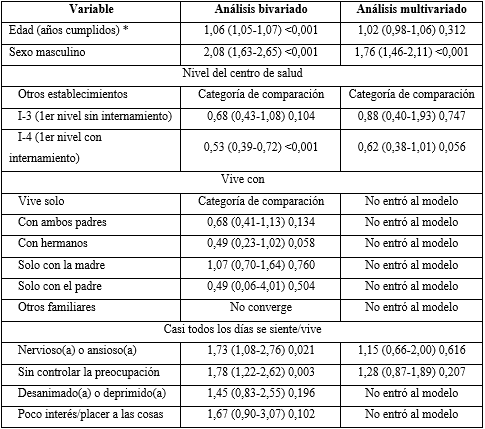 Variable Análisis bivariado Análisis multivariado
Edad (años cumplidos) * 1,06 (1,05-1,07) <0,001 1,02 (0,98-1,06) 0,312
Sexo masculino 2,08 (1,63-2,65) <0,001 1,76 (1,46-2,11) <0,001
Nivel del centro de salud
Otros establecimientos Categoría de comparación Categoría de comparación
I-3 (1er nivel sin internamiento) 0,68 (0,43-1,08) 0,104 0,88 (0,40-1,93) 0,747
I-4 (1er nivel con
internamiento) 0,53 (0,39-0,72) <0,001 0,62 (0,38-1,01) 0,056
Vive con
Vive solo Categoría de comparación No entró al modelo
Con ambos padres 0,68 (0,41-1,13) 0,134 No entró al modelo
Con hermanos 0,49 (0,23-1,02) 0,058 No entró al modelo
Solo con la madre 1,07 (0,70-1,64) 0,760 No entró al modelo
Solo con el padre 0,49 (0,06-4,01) 0,504 No entró al modelo
Otros familiares No converge No entró al modelo
Casi todos los días se siente/vive
Nervioso(a) o ansioso(a) 1,73 (1,08-2,76) 0,021 1,15 (0,66-2,00) 0,616
Sin controlar la preocupación 1,78 (1,22-2,62) 0,003 1,28 (0,87-1,89) 0,207
Desanimado(a) o deprimido(a) 1,45 (0,83-2,55) 0,196 No entró al modelo
Poco interés/placer a las cosas 1,67 (0,90-3,07) 0,102 No entró al modelo